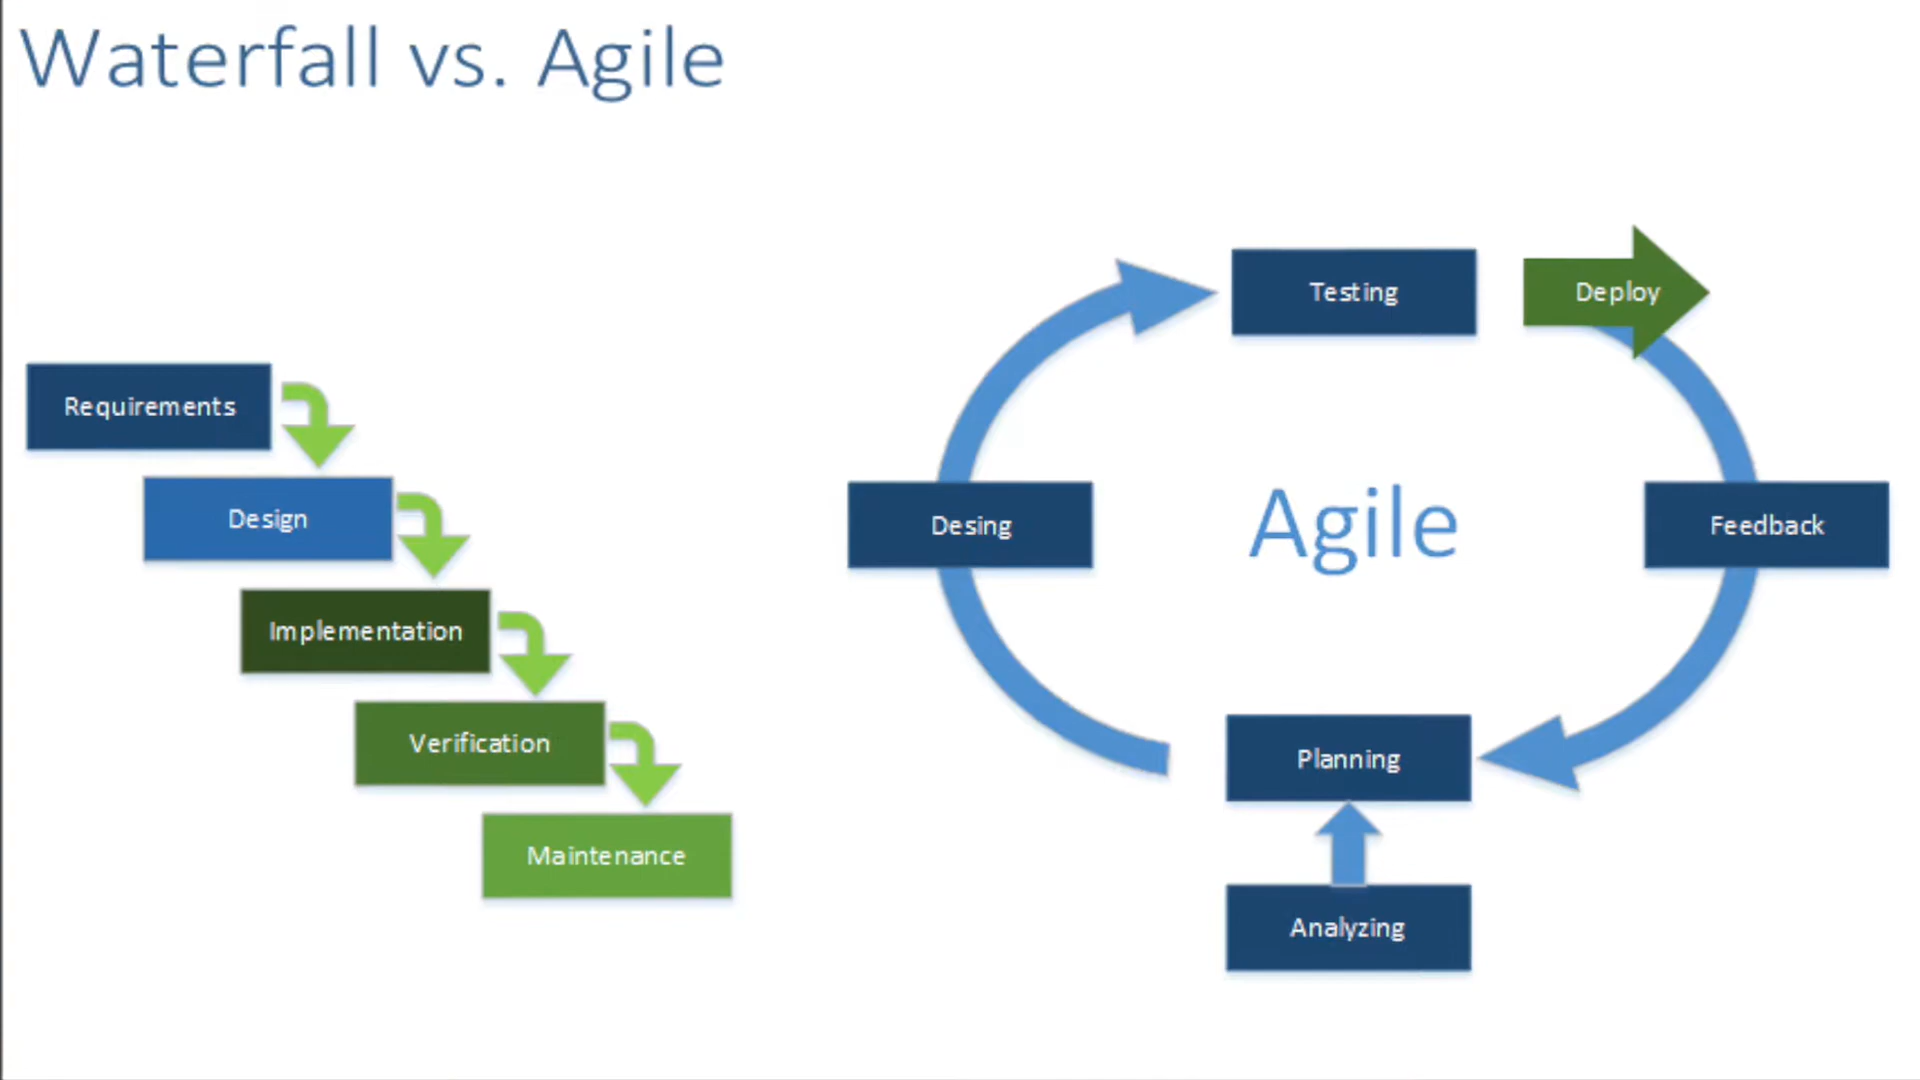 Waterfall vs. Agile
Requirements
Design
Implementation
Verification
Maintenance
Testing
Deploy
Desing
Agile
Feedback
Planning
Analyzing